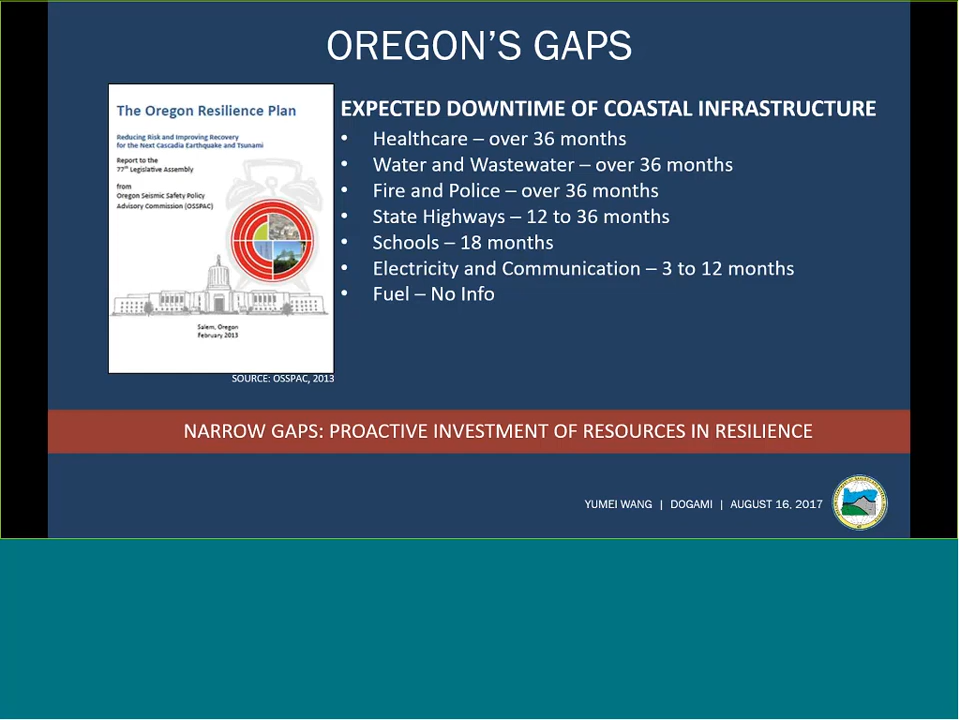 OREGON'S GAPS
The Oregon Resilience Plan
Reducing Risk and Improving Recovery
for the Next Cascadia Earthquake and Tsunami
Report to the
77th Legislative Assembly
from
Oregon Seismic Safety Policy
Advisory Commission (OSSPAC)
Salem, Oregon
February 2013
SOURCE: OSSPAC, 2013
EXPECTED DOWNTIME OF COASTAL INFRASTRUCTURE
• Healthcare – over 36 months
• Water and Wastewater – over 36 months
• Fire and Police – over 36 months
• State Highways – 12 to 36 months
• Schools – 18 months
• Electricity and Communication – 3 to 12 months
• Fuel – No Info
NARROW GAPS: PROACTIVE INVESTMENT OF RESOURCES IN RESILIENCE
YUMEI WANG | DOGAMI | AUGUST 16, 2017